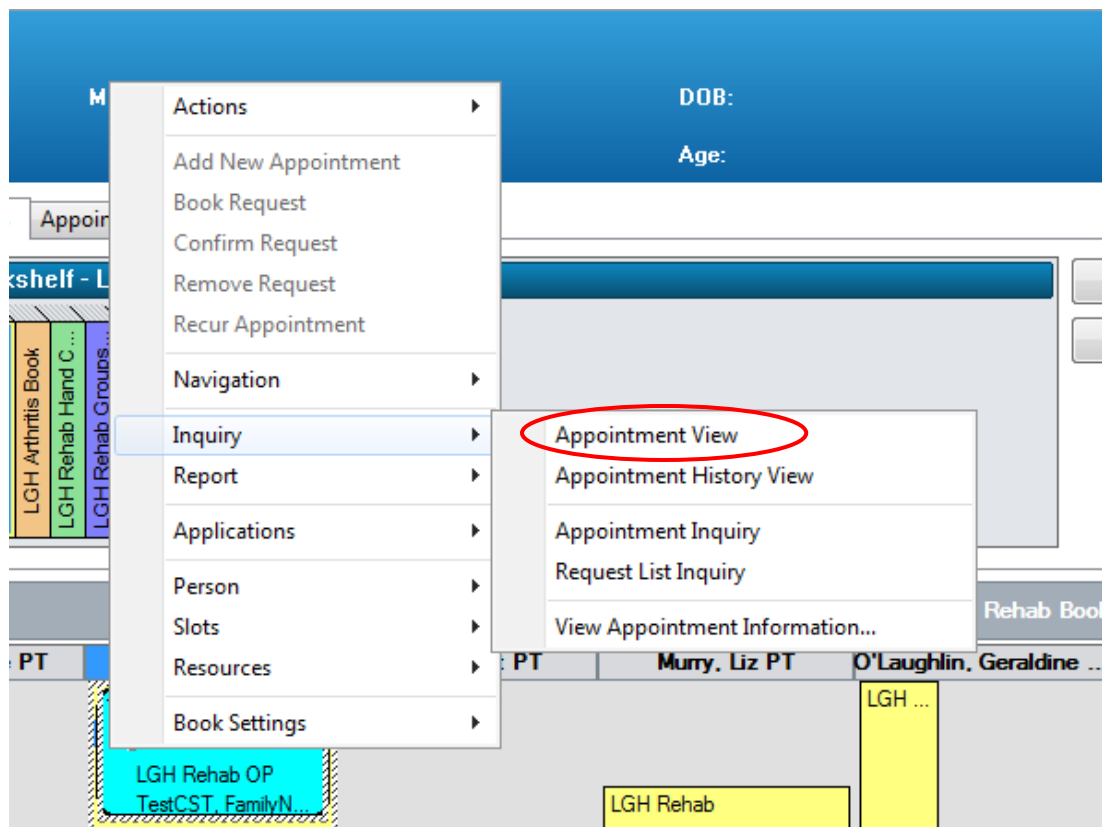 M
DOB:
Age:
Appoin
kshelf - L
LGH Arthritis Book
LGH Rehab Hand C...
LGH Rehab Groups...
Actions
Add New Appointment
Book Request
Confirm Request
Remove Request
Recur Appointment
Navigation
Inquiry
Report
Applications
Person
Slots
Resources
Book Settings
Appointment View
Appointment History View
Appointment Inquiry
Request List Inquiry
View Appointment Information...
Rehab Book
PT
PT
Murry, Liz PT
O'Laughlin, Geraldine ...
LGH ...
LGH Rehab OP
TestCST, FamilyN...
LGH Rehab